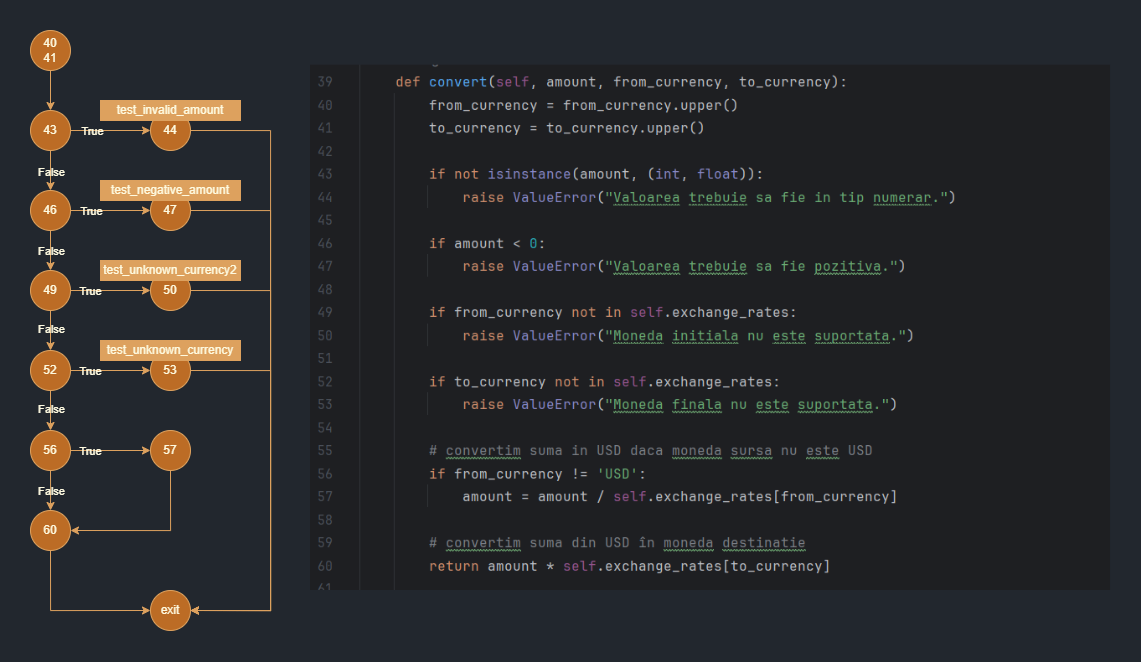 40
41
test_invalid_amount
43
True
44
False
test_negative_amount
46
True
47
False
test_unknown_currency2
49
True
50
False
test_unknown_currency
52
True
53
False
56
True
57
False
60
exit
39 def convert(self, amount, from_currency, to_currency):
40 from_currency = from_currency.upper()
41 to_currency = to_currency.upper()
42
43 if not isinstance(amount, (int, float)):
44 raise ValueError("Valoarea trebuie sa fie in tip numerar.")
45
46 if amount < 0:
47 raise ValueError("Valoarea trebuie sa fie pozitiva.")
48
49 if from_currency not in self.exchange_rates:
50 raise ValueError("Moneda initiala nu este suportata.")
51
52 if to_currency not in self.exchange_rates:
53 raise ValueError("Moneda finala nu este suportata.")
54
55 # convertim suma in USD daca moneda sursa nu este USD
56 if from_currency != 'USD':
57 amount = amount / self.exchange_rates[from_currency]
58
59 # convertim suma din USD în moneda destinatie
60 return amount * self.exchange_rates[to_currency]
61